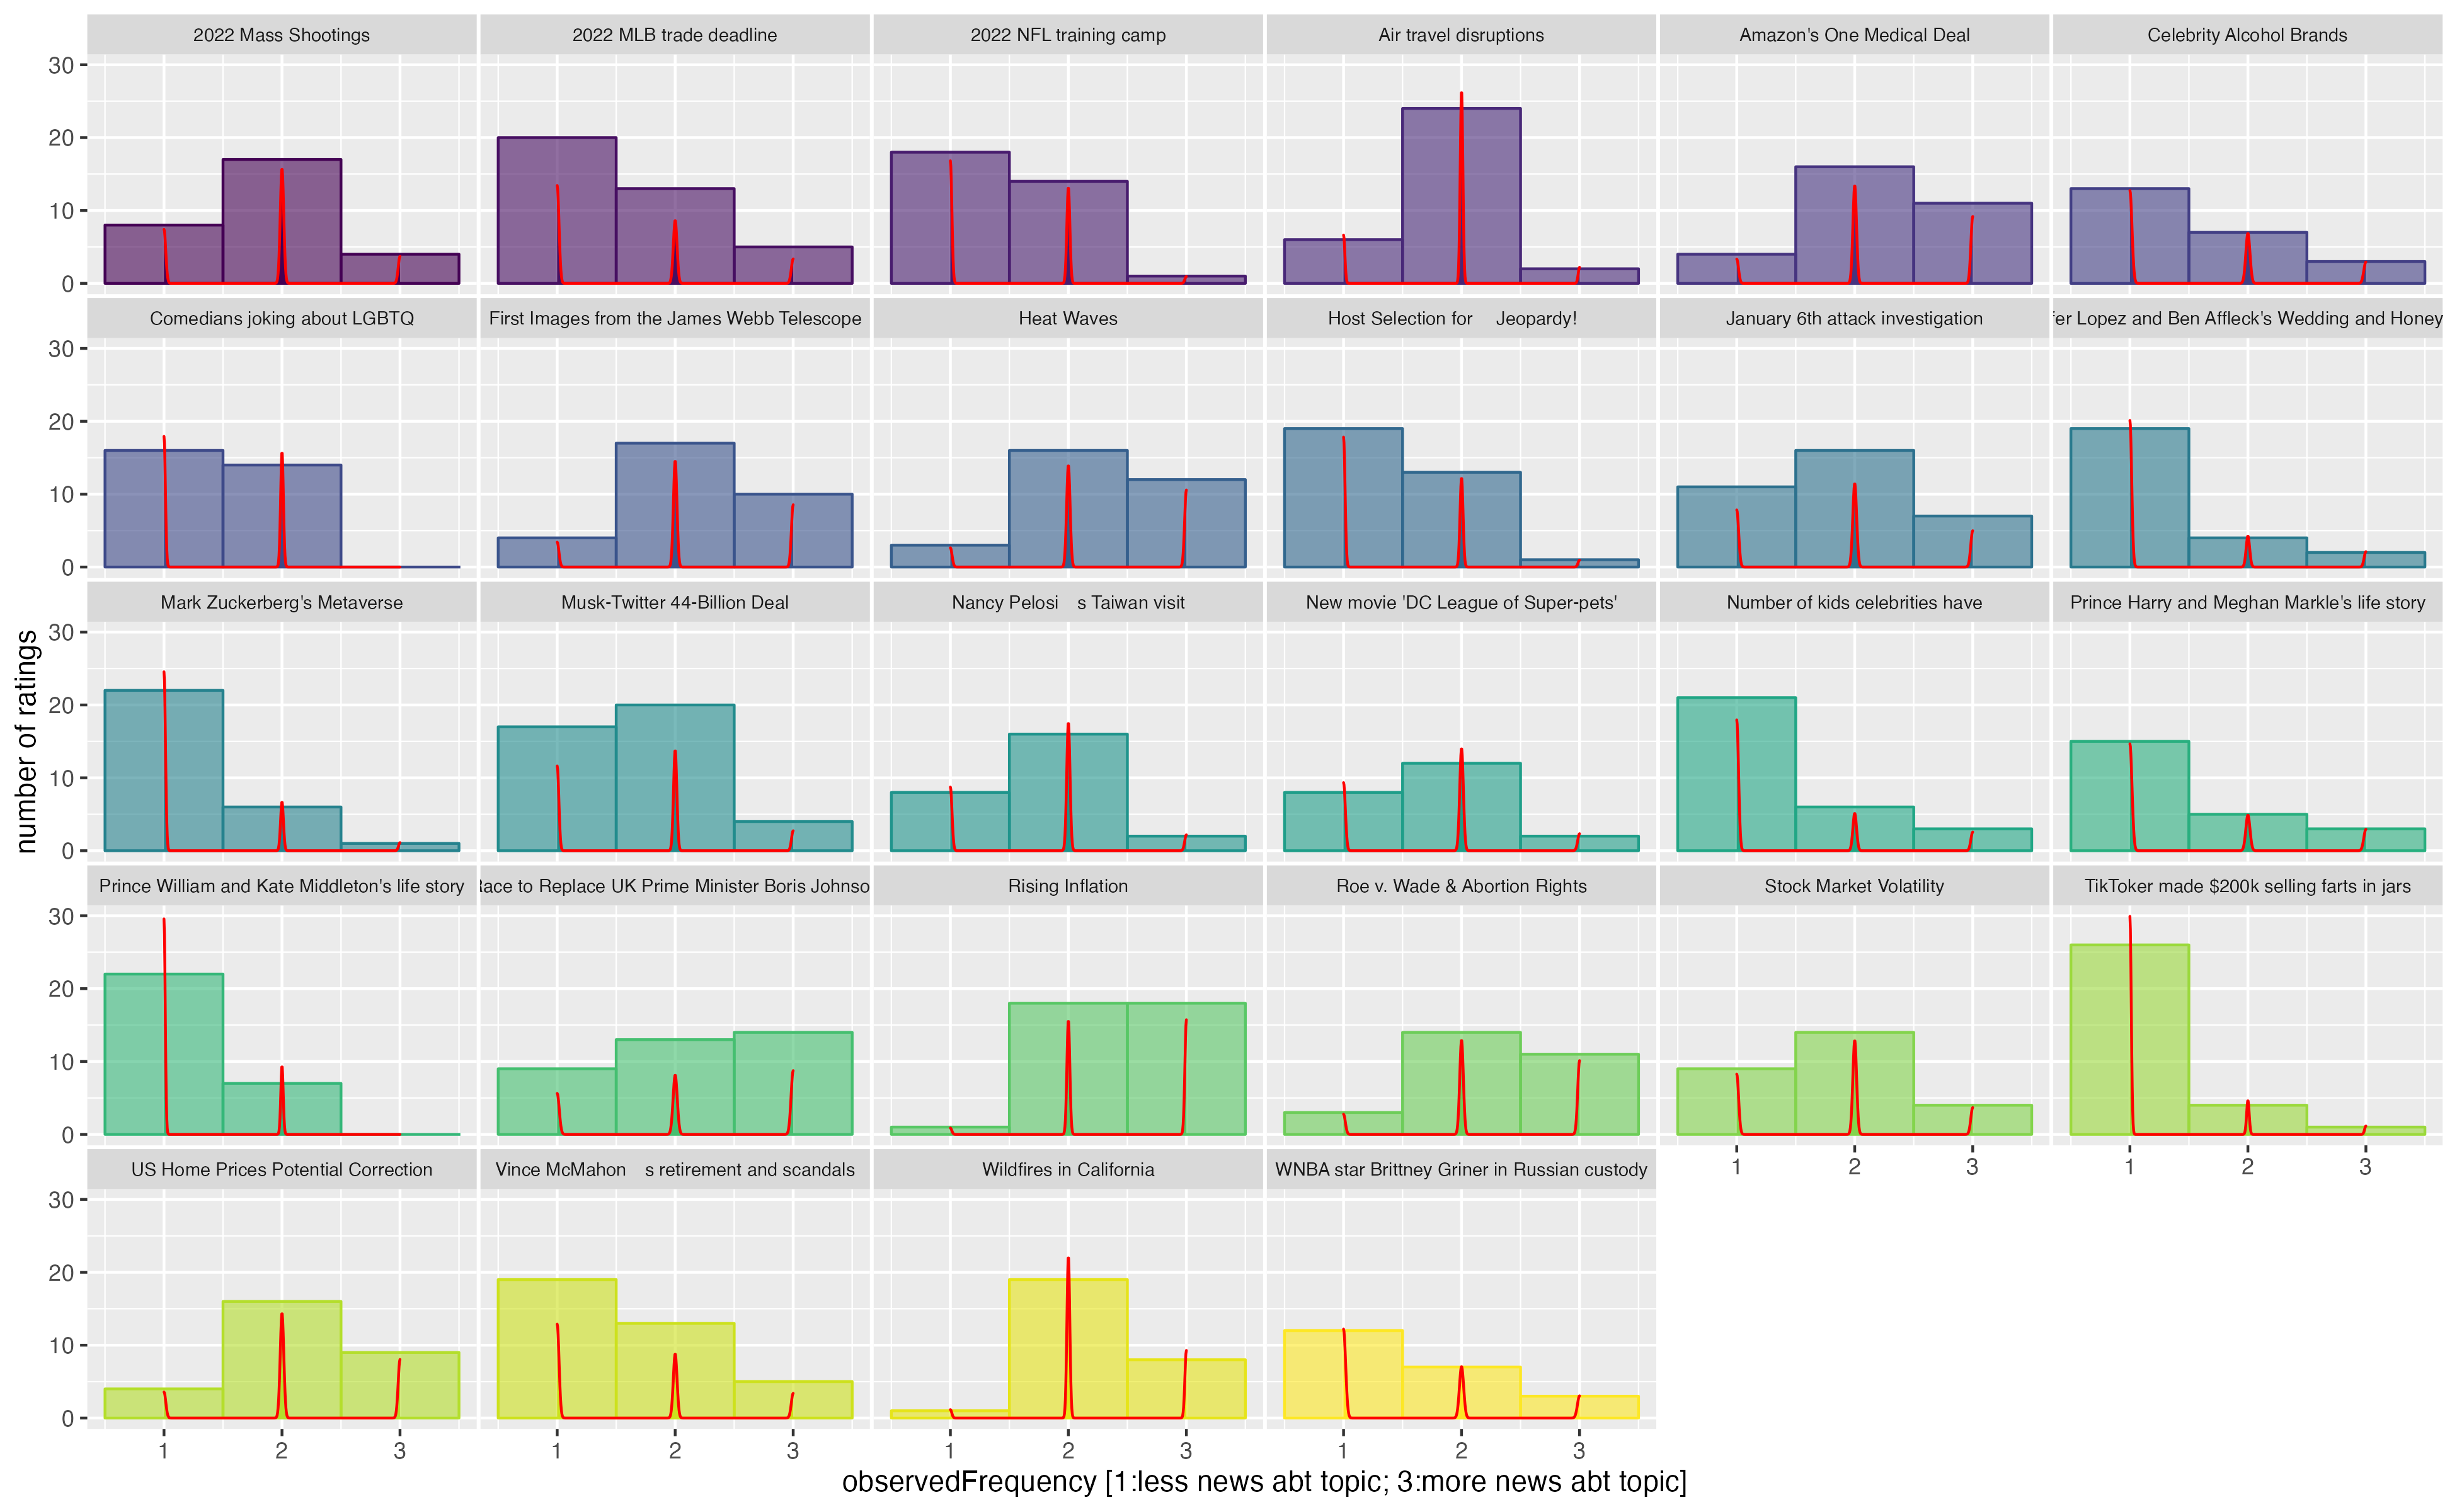 2022 Mass Shootings
2022 MLB trade deadline
2022 NFL training camp
Air travel disruptions
Amazon's One Medical Deal
Celebrity Alcohol Brands
30
20
10
0
Comedians joking about LGBTQ
First Images from the James Webb Telescope
Heat Waves
Host Selection for Jeopardy!
January 6th attack investigation
fer Lopez and Ben Affleck's Wedding and Honey
30
20
10
0
Mark Zuckerberg's Metaverse
Musk-Twitter 44-Billion Deal
Nancy Pelosi s Taiwan visit
New movie 'DC League of Super-pets'
Number of kids celebrities have
Prince Harry and Meghan Markle's life story
30
20
10
0
number of ratings
Prince William and Kate Middleton's life story
Race to Replace UK Prime Minister Boris Johnso
Rising Inflation
Roe v. Wade & Abortion Rights
Stock Market Volatility
TikToker made $200k selling farts in jars
30
20
10
0
1 2 3
1 2 3
US Home Prices Potential Correction
Vince McMahon s retirement and scandals
Wildfires in California
WNBA star Brittney Griner in Russian custody
30
20
10
0
1 2 3
1 2 3
1 2 3
1 2 3
observedFrequency [1:less news abt topic; 3:more news abt topic]